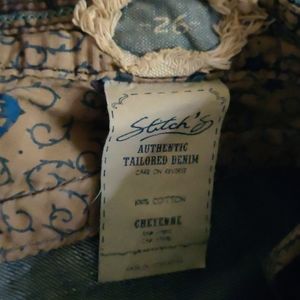 -26-
Stitch's
AUTHENTIC
TAILORED DENIM
CARE ON REVERSE
100% COTTON
CHEYENNE